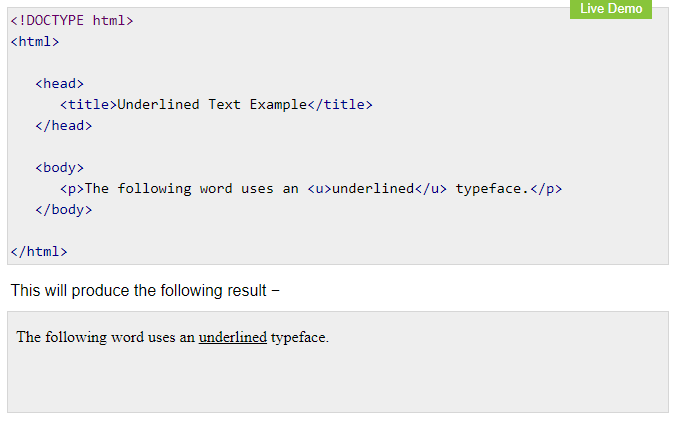 Live Demo
<!DOCTYPE html>
<html>
<head>
<title>Underlined Text Example</title>
</head>
<body>
<p>The following word uses an <u>underlined</u> typeface.</p>
</body>
</html>
This will produce the following result −
The following word uses an underlined typeface.